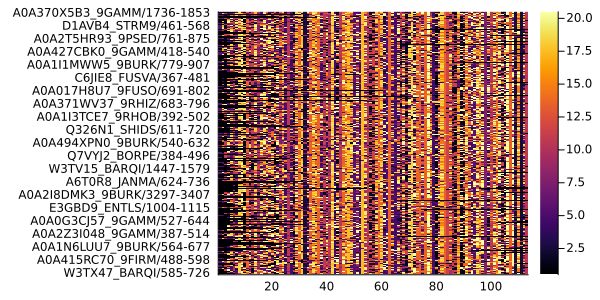 A0A370X5B3_9GAMM/1736-1853
D1AVB4_STRM9/461-568
A0A2T5HR93_9PSED/761-875
A0A427CBK0_9GAMM/418-540
A0A1I1MWW5_9BURK/779-907
C6JIE8_FUSVA/367-481
A0A017H8U7_9FUSO/691-802
A0A371WV37_9RHIZ/683-796
A0A1I3TCE7_9RHOB/392-502
Q326N1_SHIDS/611-720
A0A494XPN0_9BURK/540-632
Q7VYJ2_BORPE/384-496
W3TV15_BARQI/1447-1579
A6T0R8_JANMA/624-736
A0A2I8DMK3_9BURK/3297-3407
E3GBD9_ENTLS/1004-1115
A0A0G3CJ57_9GAMM/527-644
A0A2Z3I048_9GAMM/387-514
A0A1N6LUU7_9BURK/564-677
A0A415RC70_9FIRM/488-598
W3TX47_BARQI/585-726
20 40 60 80 100
20.0
17.5
15.0
12.5
10.0
7.5
5.0
2.5